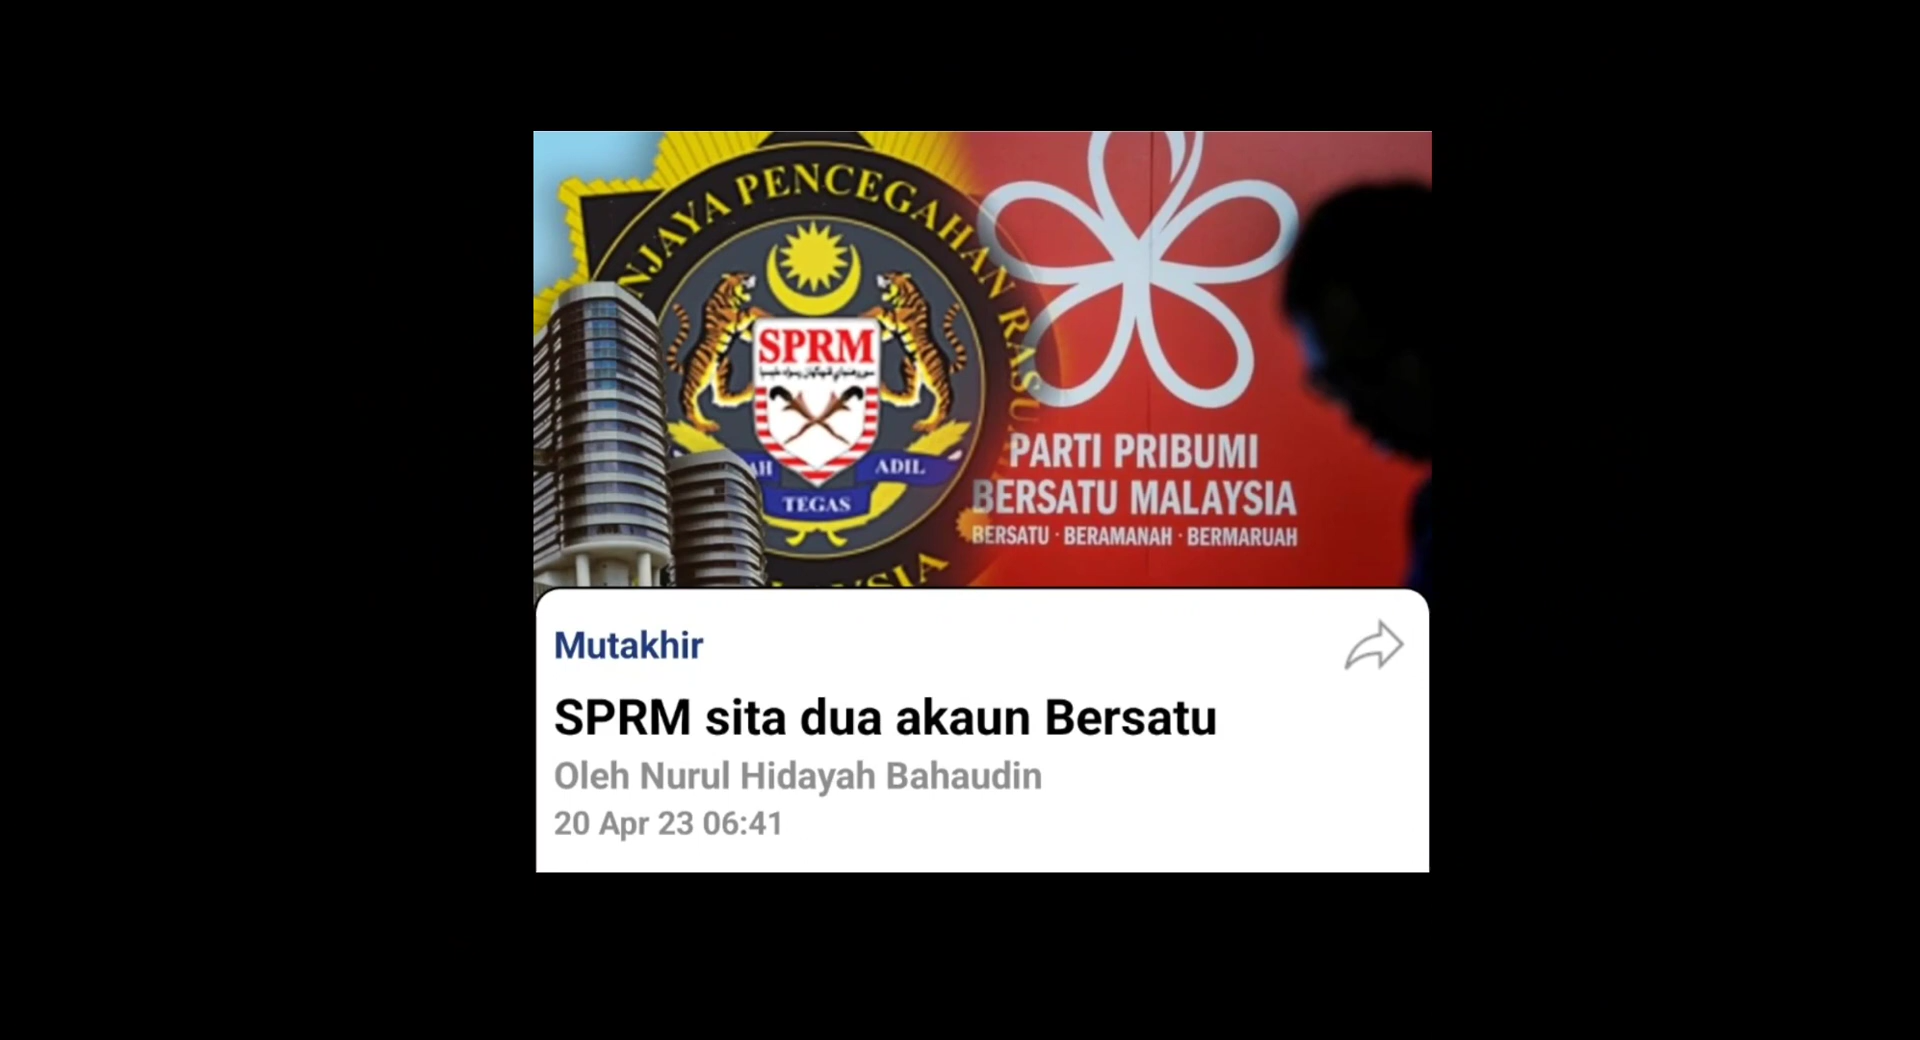 NJAYA PENCEGAHAN RASU
SPRM
ADIL
TEGAS
PARTI PRIBUMI
BERSATU MALAYSIA
BERSATU · BERAMANAH · BERMARUAH
Mutakhir
SPRM sita dua akaun Bersatu
Oleh Nurul Hidayah Bahaudin
20 Apr 23 06:41